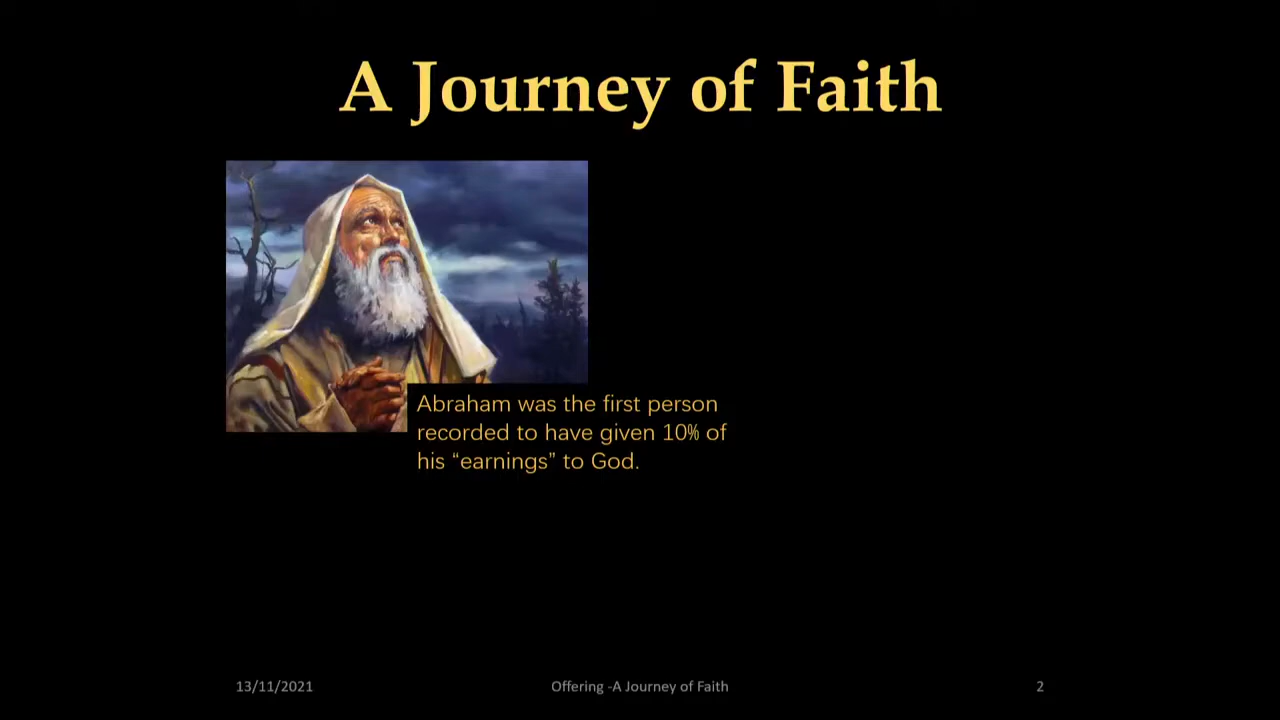 A Journey of Faith
Abraham was the first person
recorded to have given 10% of
his “earnings” to God.
13/11/2021
Offering -A Journey of Faith
2